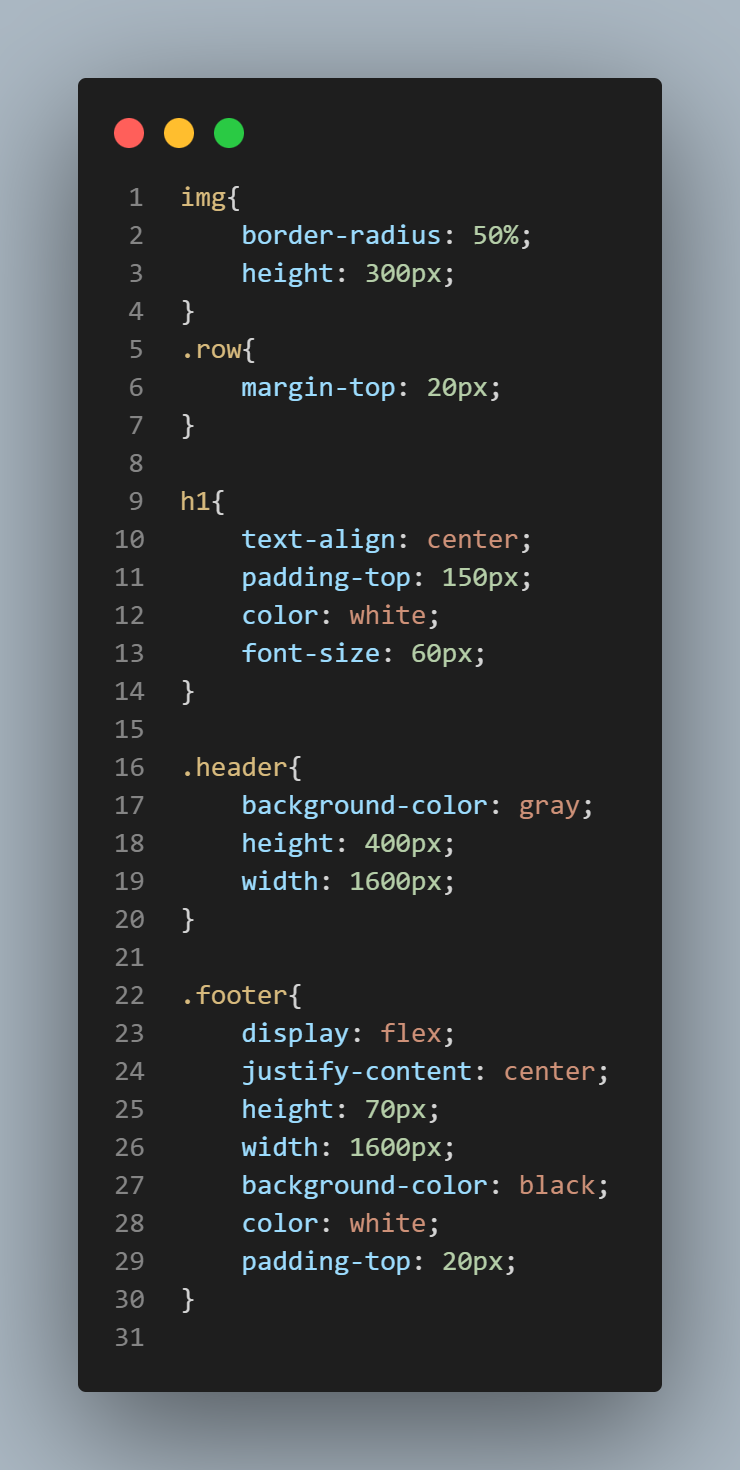 1 img{
2     border-radius: 50%;
3     height: 300px;
4 }
5 .row{
6     margin-top: 20px;
7 }
8
9 h1{
10     text-align: center;
11     padding-top: 150px;
12     color: white;
13     font-size: 60px;
14 }
15
16 .header{
17     background-color: gray;
18     height: 400px;
19     width: 1600px;
20 }
21
22 .footer{
23     display: flex;
24     justify-content: center;
25     height: 70px;
26     width: 1600px;
27     background-color: black;
28     color: white;
29     padding-top: 20px;
30 }
31